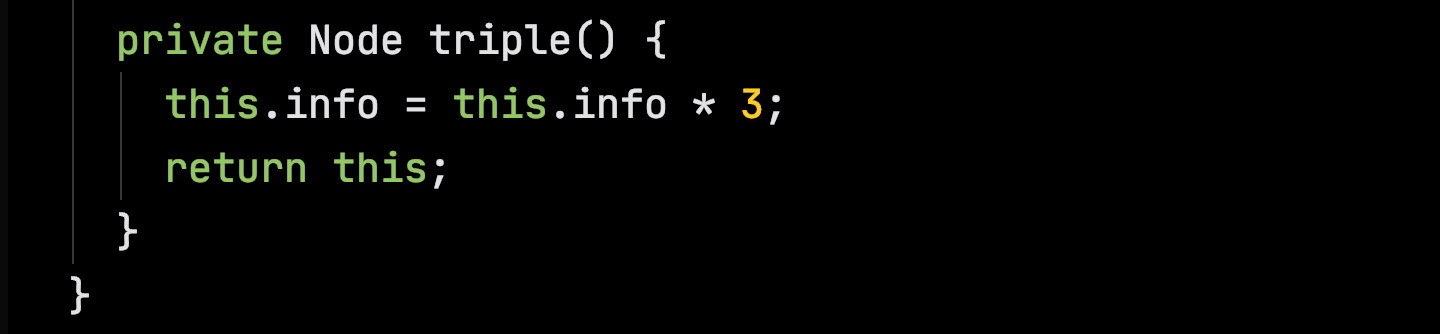 private Node triple() {
this.info = this.info * 3;
return this;
}
}